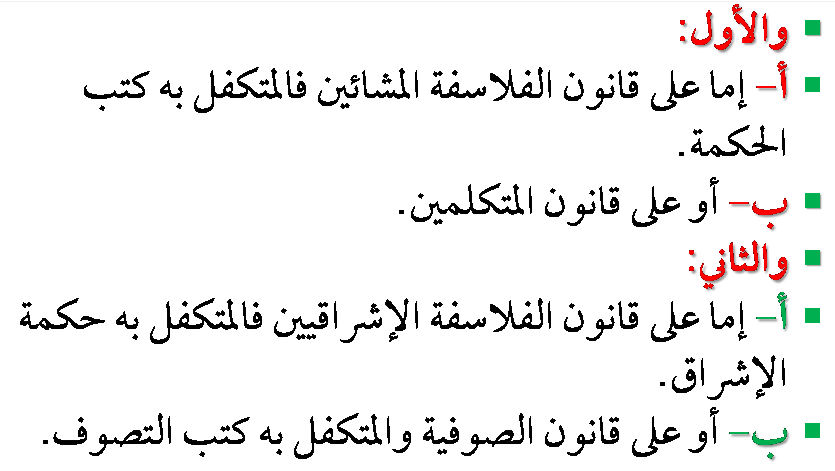 والأول:
أ- إما على قانون الفلاسفة المشائين فالمتكفل به كتب
الحكمة.
ب- أو على قانون المتكلمين.
والثاني:
أ- إما على قانون الفلاسفة الإشراقيين فالمتكفل به حكمة
الإشراق.
ب- أو على قانون الصوفية والمتكفل به كتب التصوف.